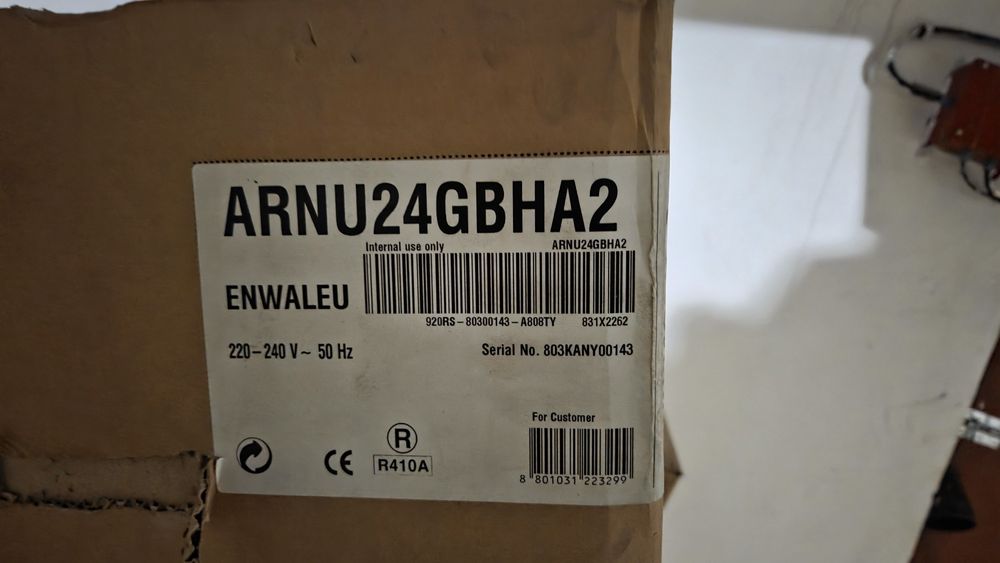 ARNU24GBHA2
Internal use only ARNU24GBHA2
ENWALEU
920RS-80300143-A808TY 831X2262
220-240 V~ 50 Hz Serial No. 803KANY00143
For Customer
R
R410A
CE
8 801031 223299